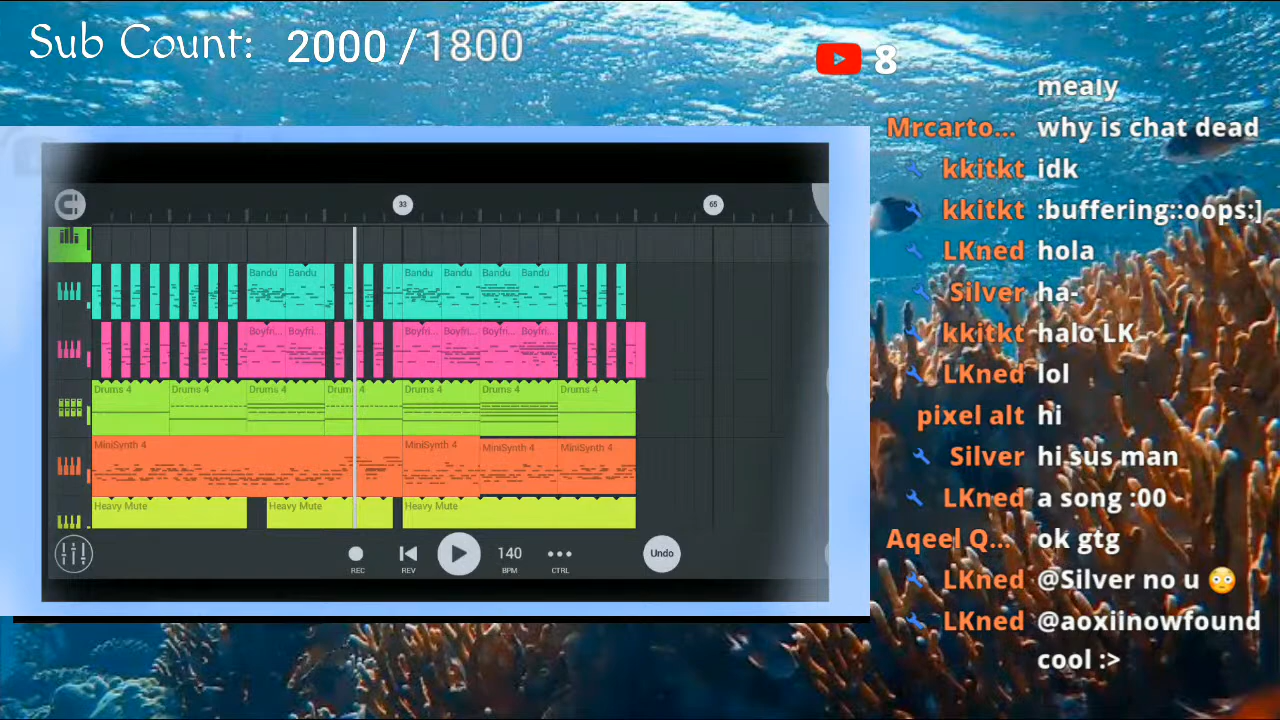 Sub Count: 2000 / 1800
8
33
65
Bandu Bandu Bandu Bandu Bandu Bandu
Boyfri... Boyfri... Boyfri... Boyfri... Boyfri... Boyfri...
Drums 4 Drums 4 Drums 4 Drums 4 Drums 4 Drums 4 Drums 4
MiniSynth 4 MiniSynth 4 MiniSynth 4 MiniSynth 4
Heavy Mute Heavy Mute Heavy Mute
140 Undo
REC REV BPM CTRL
mealy
Mrcarto... why is chat dead
kkitkt idk
kkitkt :buffering::oops:]
LKned hola
Silver ha-
kkitkt halo LK
LKned lol
pixel alt hi
Silver hi sus man
LKned a song :00
Aqeel Q... ok gtg
LKned @Silver no u 😳
LKned @aoxiinowfound
cool :>